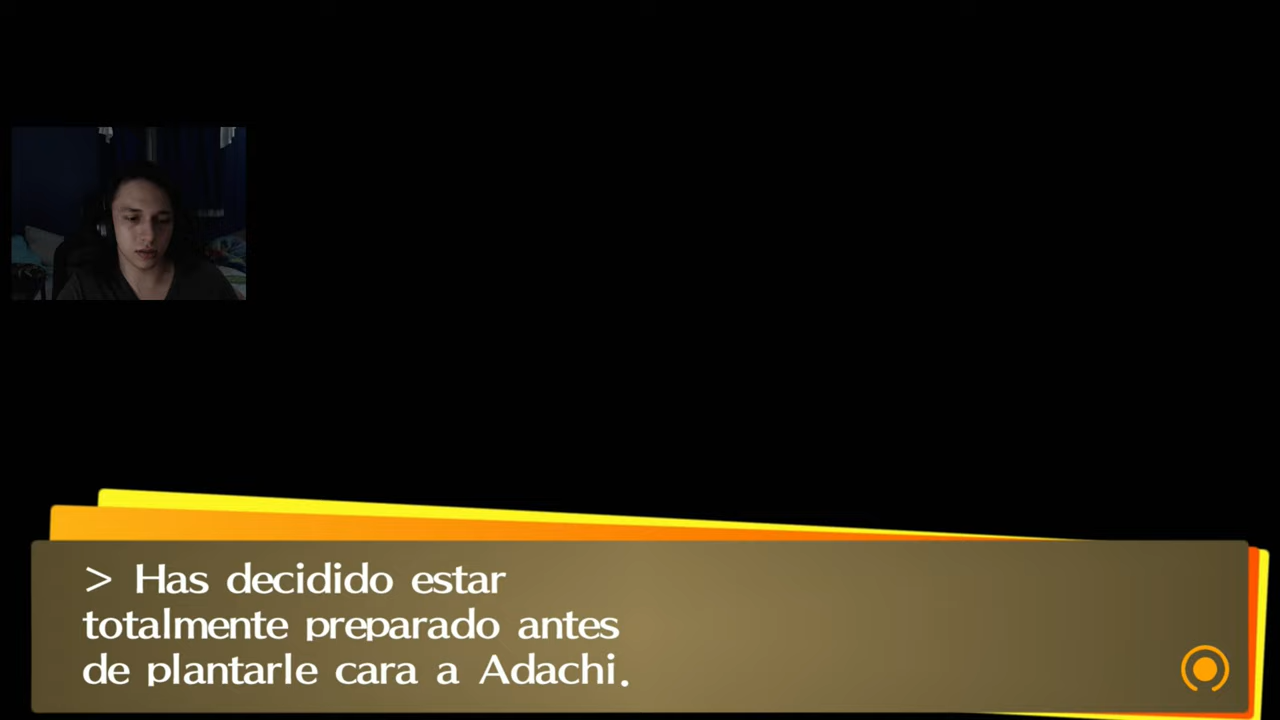 > Has decidido estar
totalmente preparado antes
de plantarle cara a Adachi.